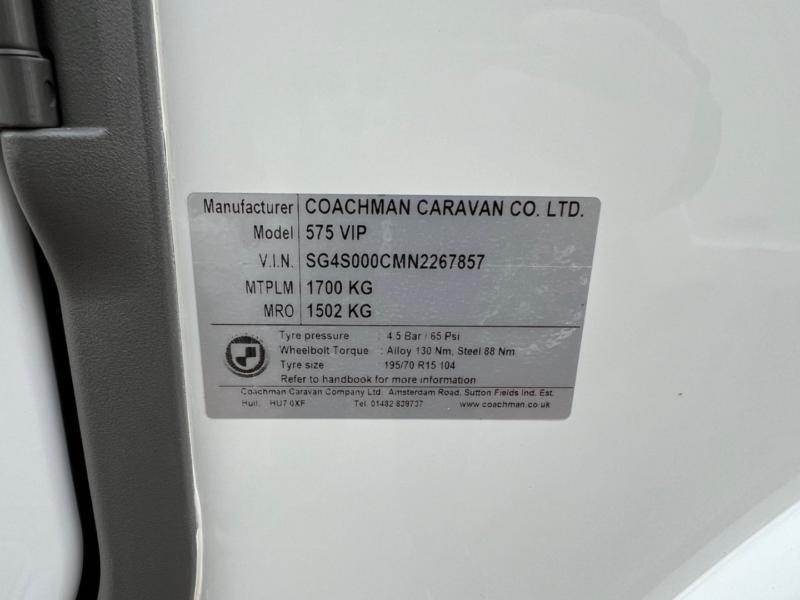 Manufacturer COACHMAN CARAVAN CO. LTD.
Model 575 VIP
V.I.N. SG4S000CMN2267857
MTPLM 1700 KG
MRO 1502 KG
Tyre pressure : 4.5 Bar / 65 Psi
Wheelbolt Torque : Alloy 130 Nm, Steel 88 Nm
Tyre size 195/70 R15 104
Refer to handbook for more information
Coachman Caravan Company Ltd. Amsterdam Road, Sutton Fields Ind. Est.
Hull, HU7 0XF Tel. 01482 839737 www.coachman.co.uk